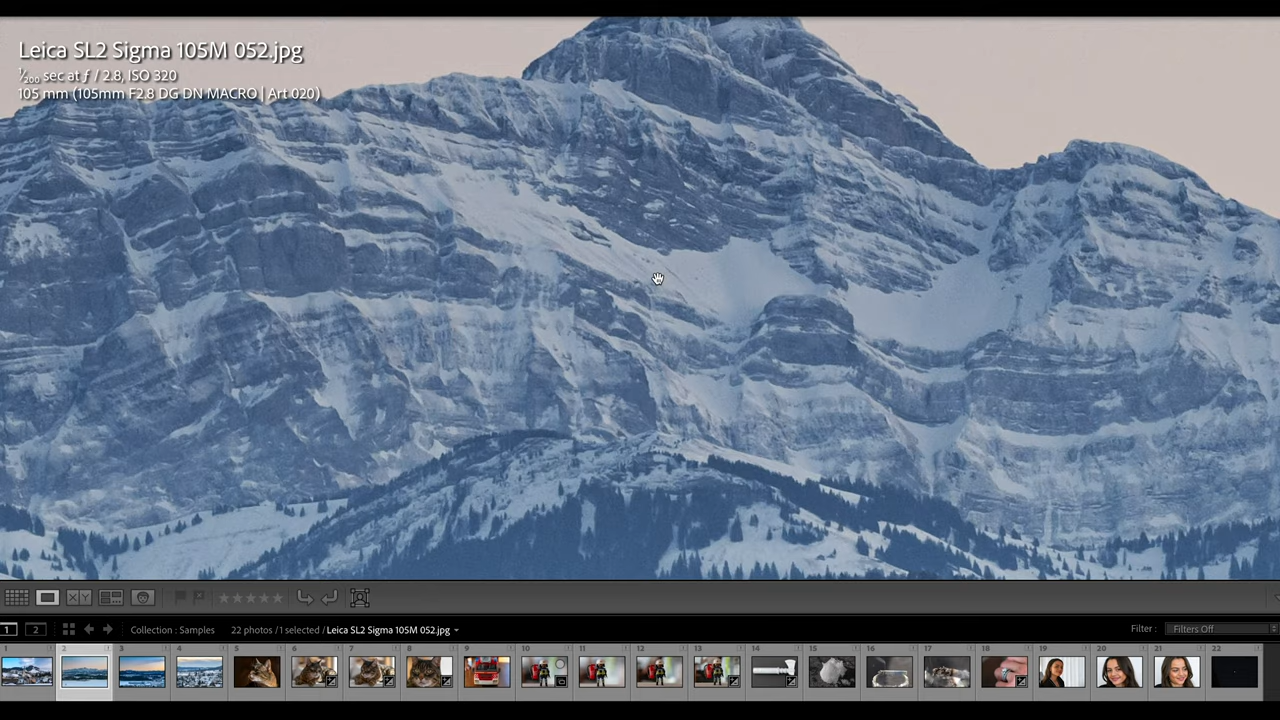 Leica SL2 Sigma 105M 052.jpg
1/200 sec at ƒ / 2.8, ISO 320
105 mm (105mm F2.8 DG DN MACRO | Art 020)
X Y
1 2 Collection : Samples 22 photos / 1 selected / Leica SL2 Sigma 105M 052.jpg Filter : Filters Off
1 2 3 4 5 6 7 8 9 10 11 12 13 14 15 16 17 18 19 20 21 22